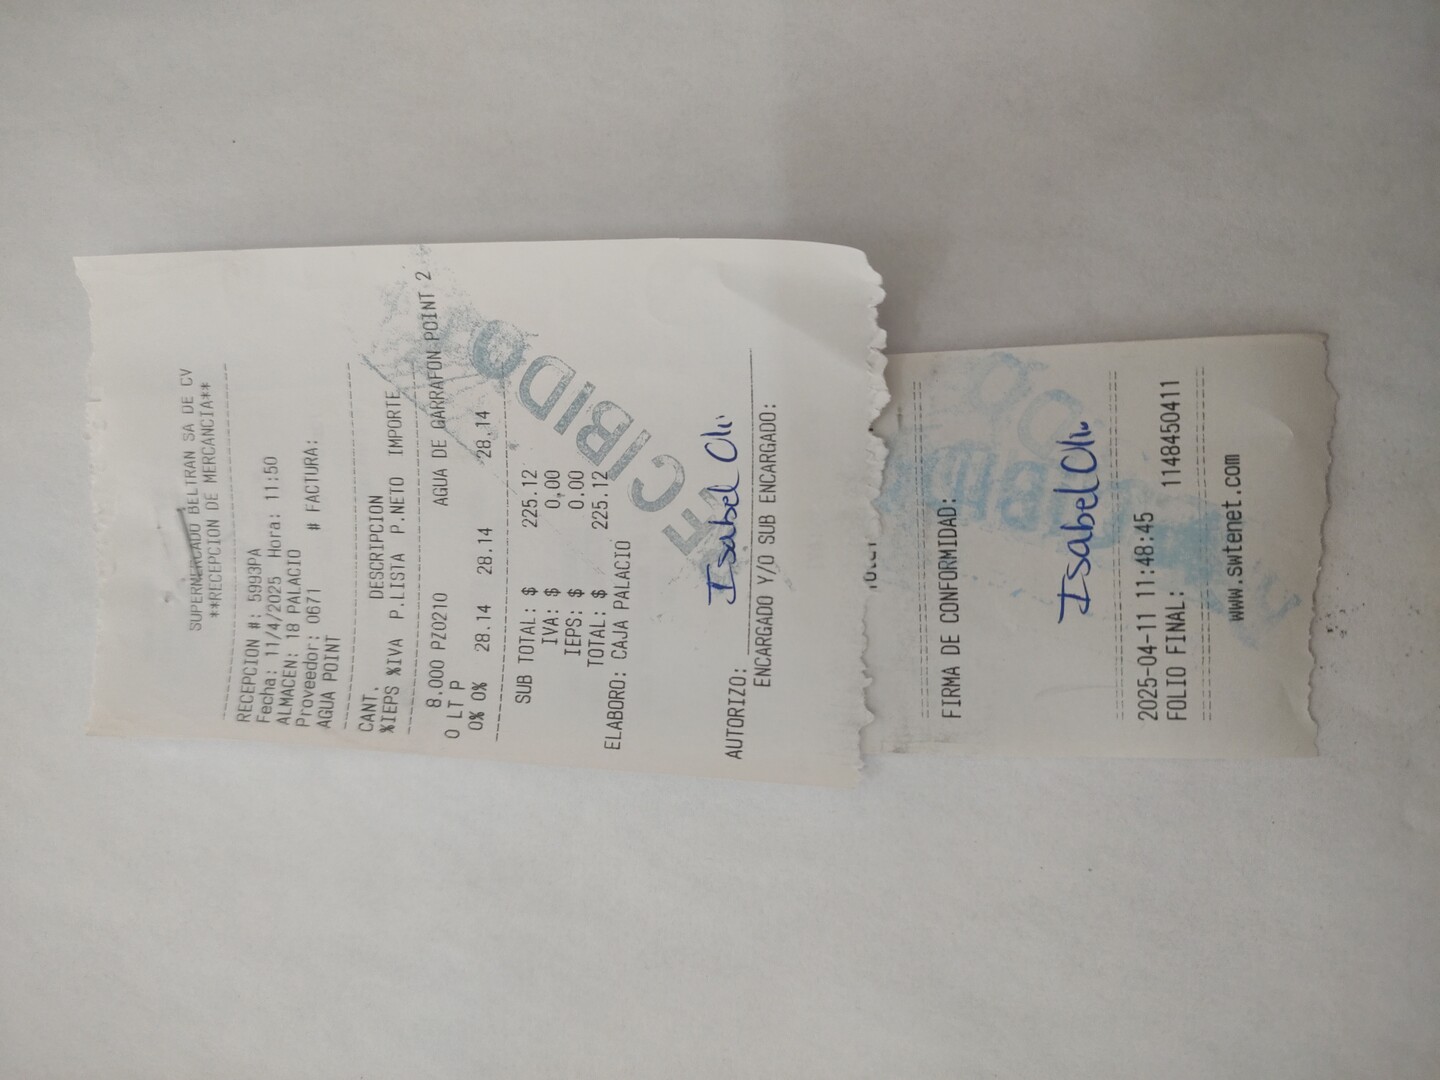 SUPERMERCADO BELTRAN SA DE CV
**RECEPCION DE MERCANCIA**
RECEPCION #: 5993PA
Fecha: 11/4/2025 Hora: 11:50
ALMACEN: 18 PALACIO
Proveedor: 0671 # FACTURA:
AGUA POINT
CANT. DESCRIPCION
%IEPS %IVA P.LISTA P.NETO IMPORTE
8.000 PZ0210 AGUA DE GARRAFON POINT 2
0 LT P
0% 0% 28.14 28.14 28.14
SUB TOTAL: $ 225.12
IVA: $ 0.00
IEPS: $ 0.00
TOTAL: $ 225.12
ELABORO: CAJA PALACIO
RECIBIDO
Isabel Oli
AUTORIZO:
ENCARGADO Y/O SUB ENCARGADO:
FIRMA DE CONFORMIDAD:
Isabel Oli
2025-04-11 11:48:45
FOLIO FINAL: 1148450411
www.swtenet.com